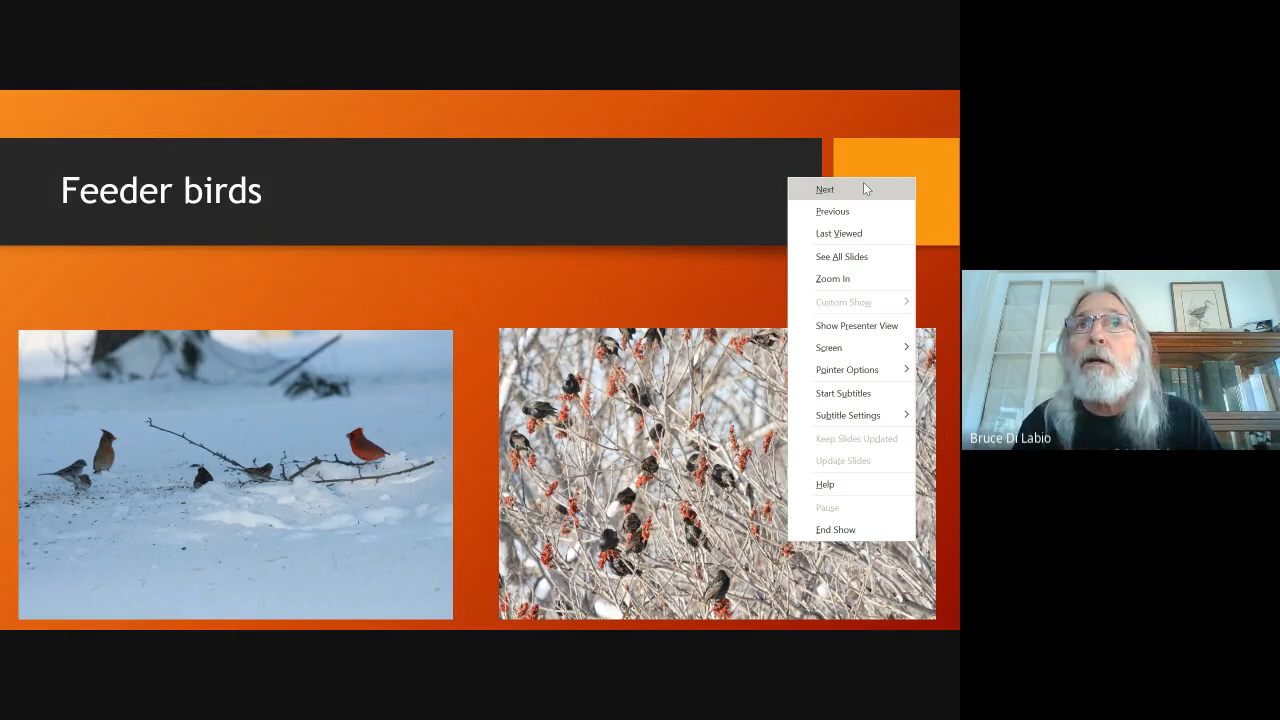 Feeder birds
Next
Previous
Last Viewed
See All Slides
Zoom In
Custom Show
Show Presenter View
Screen
Pointer Options
Start Subtitles
Subtitle Settings
Keep Slides Updated
Update Slides
Help
Pause
End Show
Bruce Di Labio